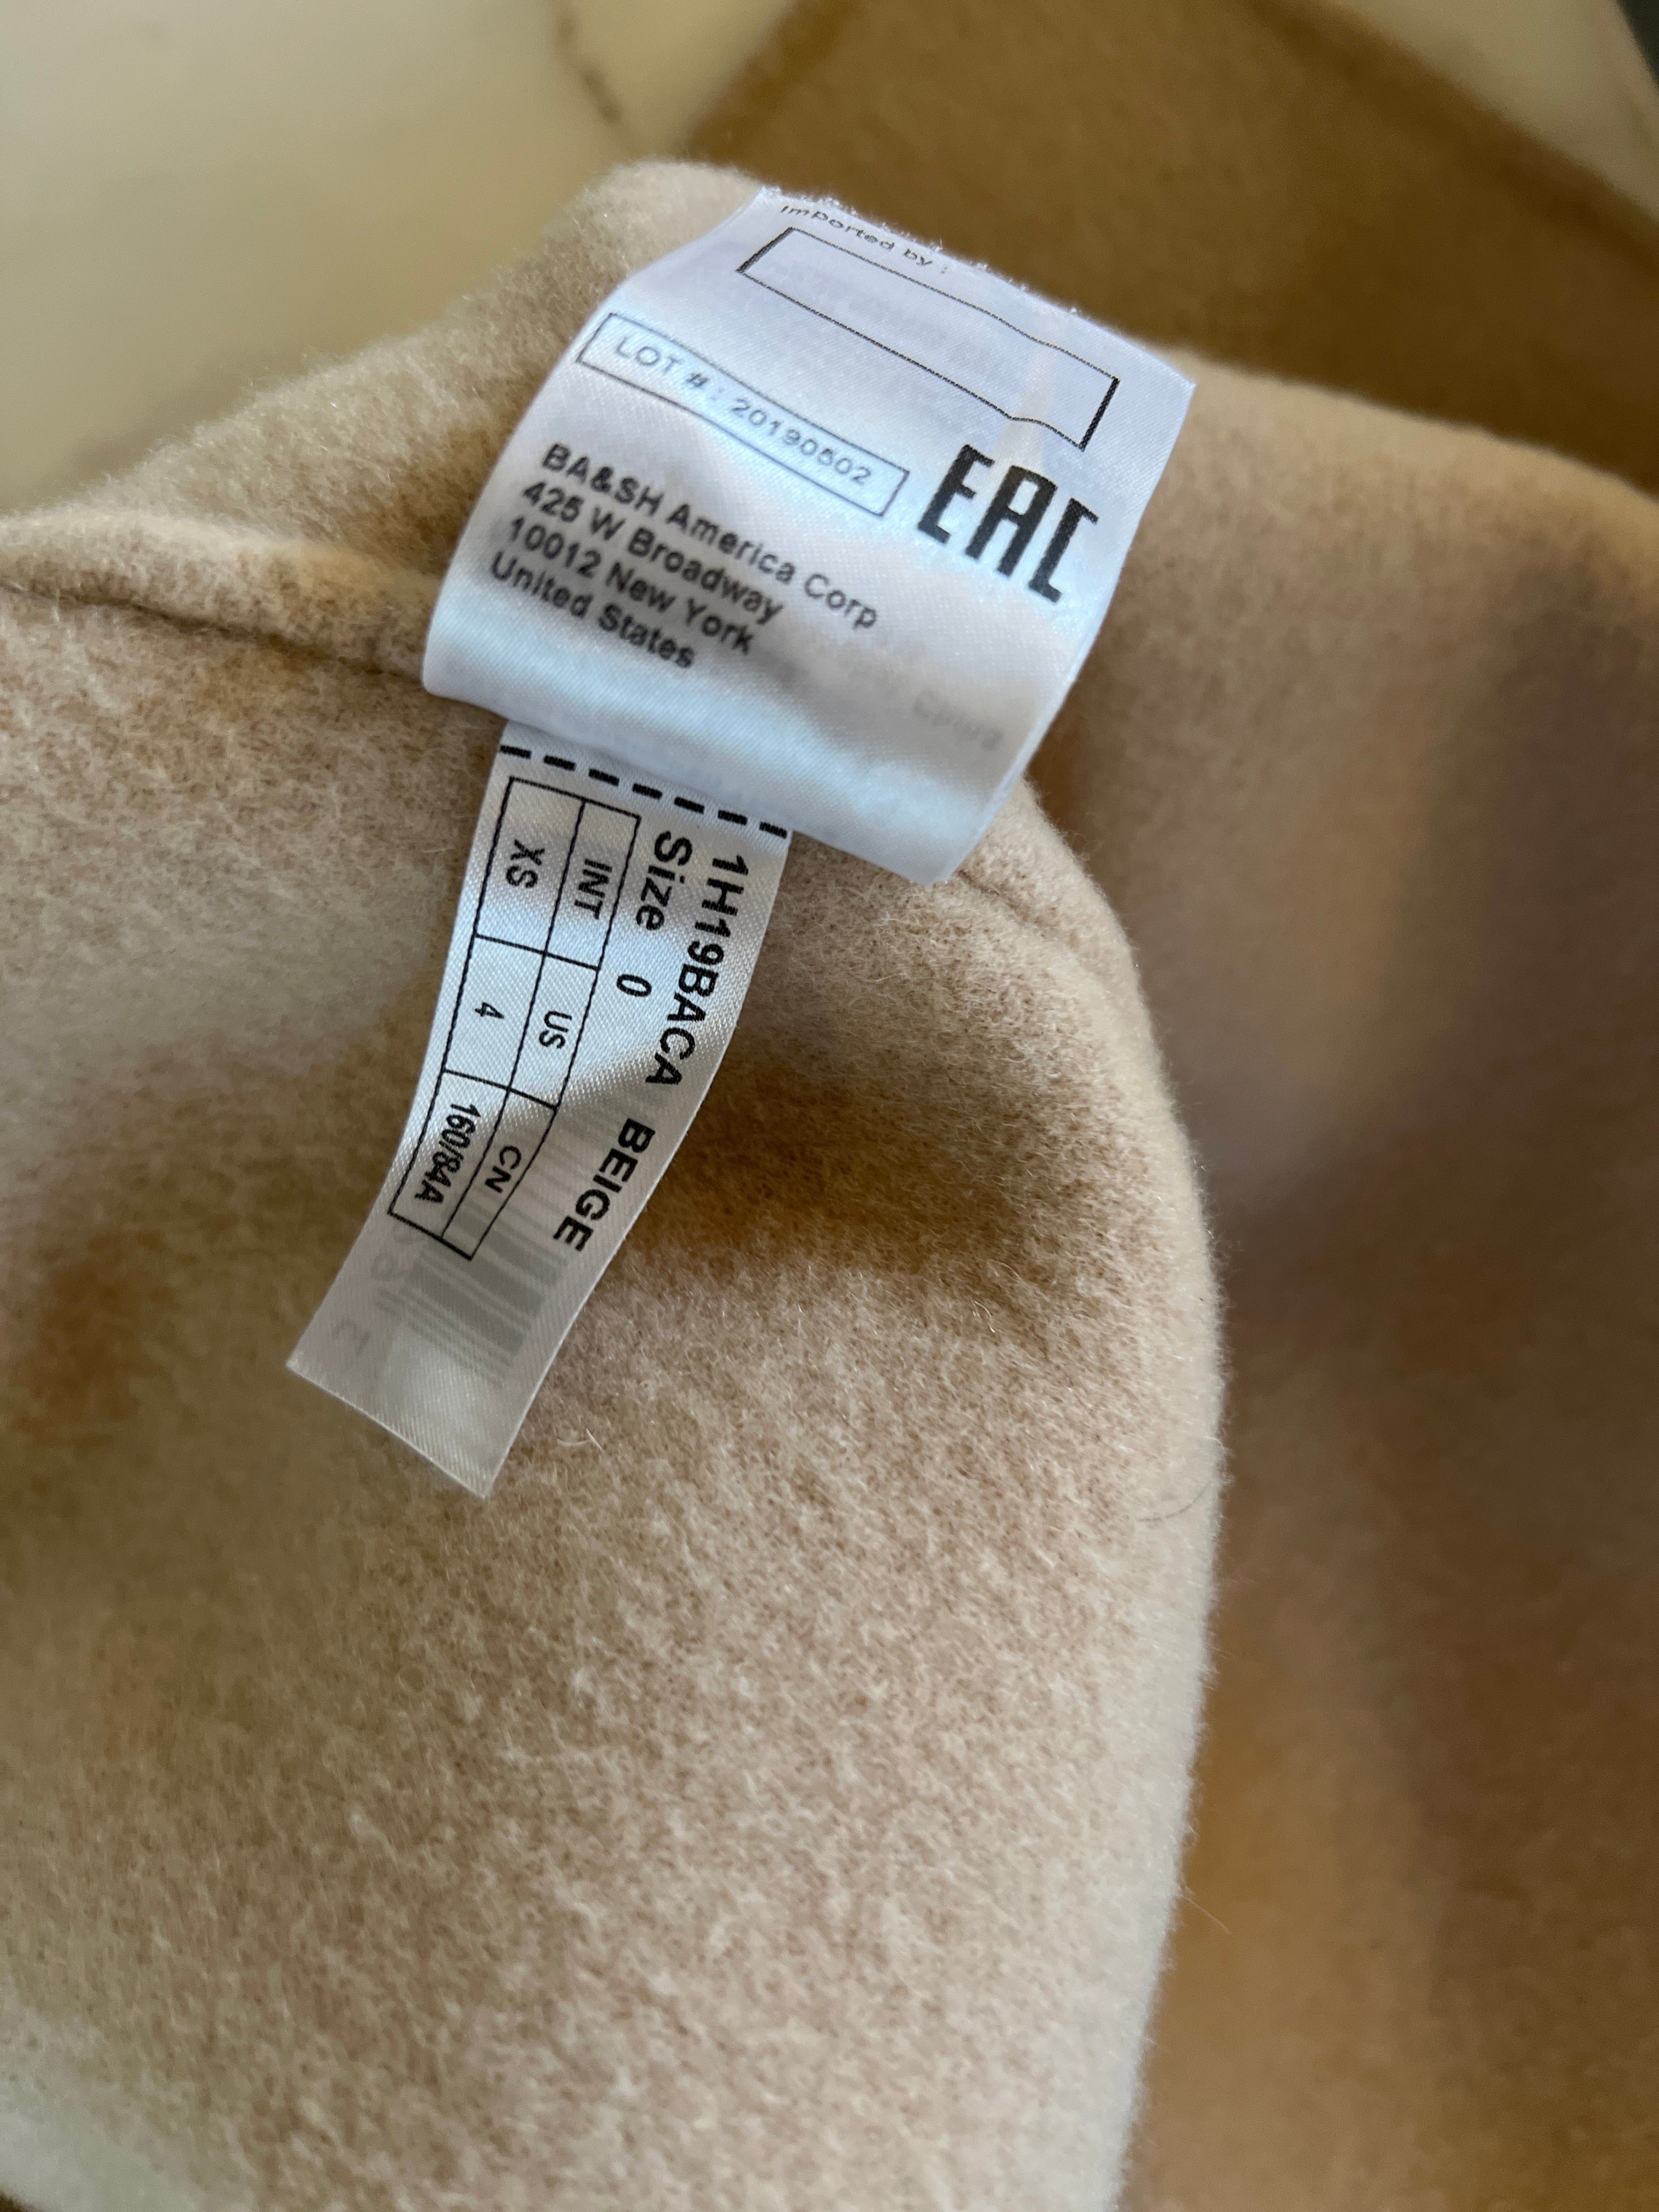 Imported by :
LOT # : 20190502
EAC
BA&SH America Corp
425 W Broadway
10012 New York
United States
1H19BACA BEIGE
Size 0
INT US CN
XS 4 160/84A